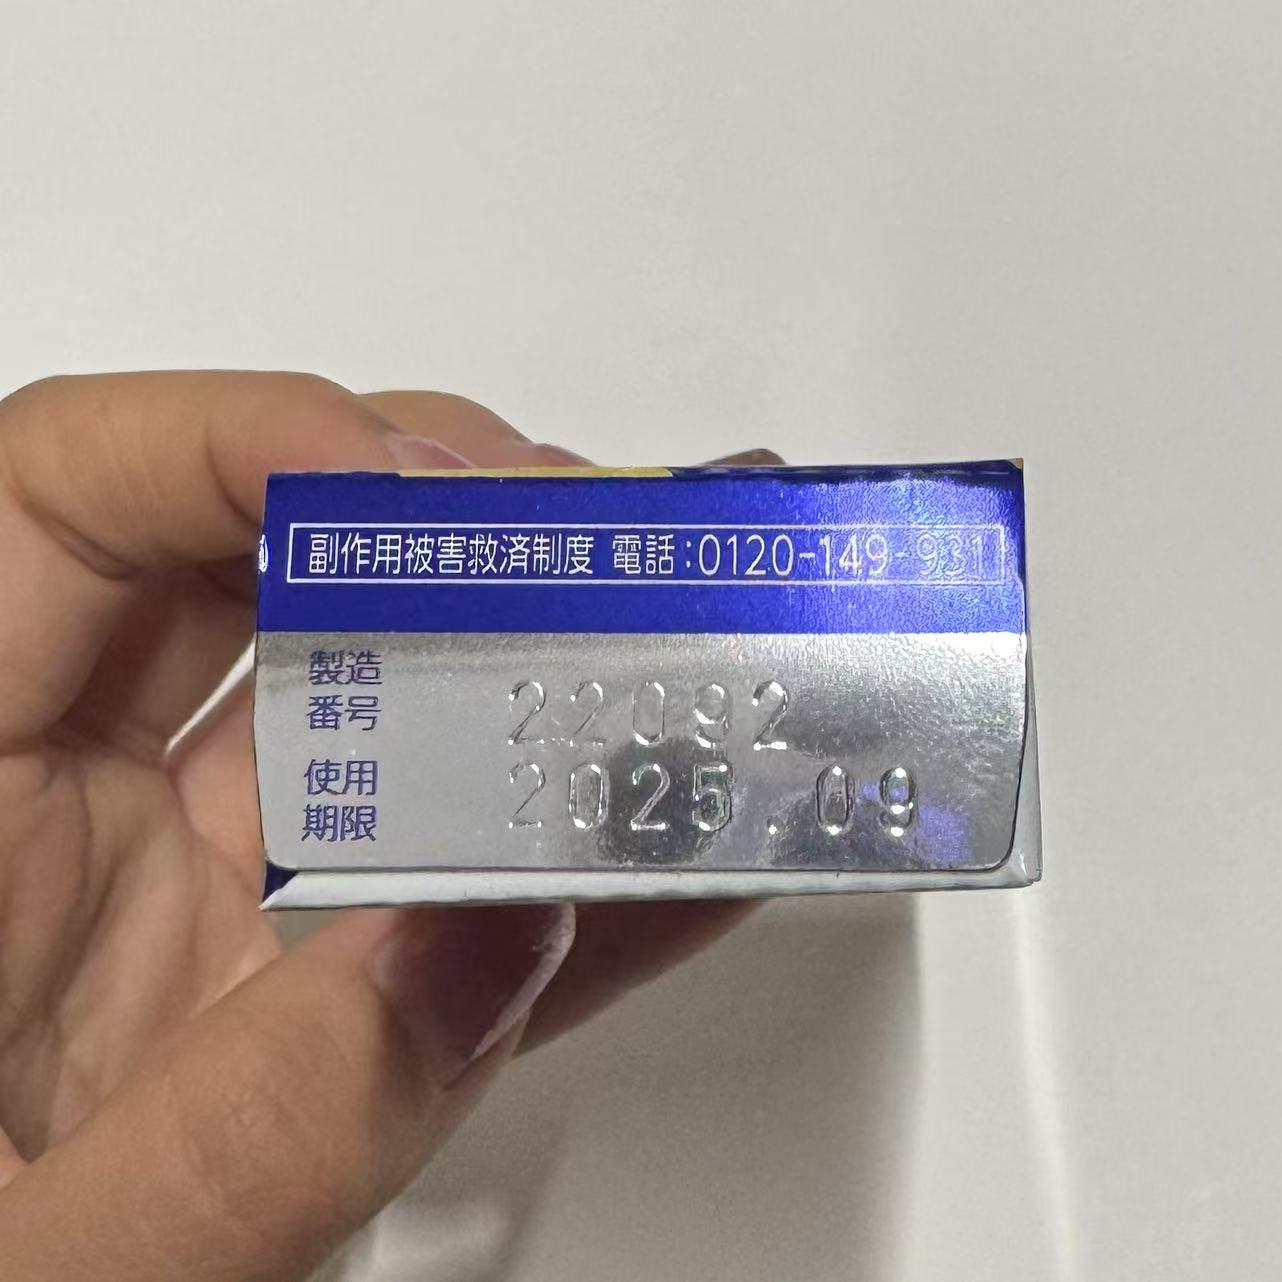 副作用被害救済制度 電話:0120-149-931
製造番号 22092
使用期限 2025.09